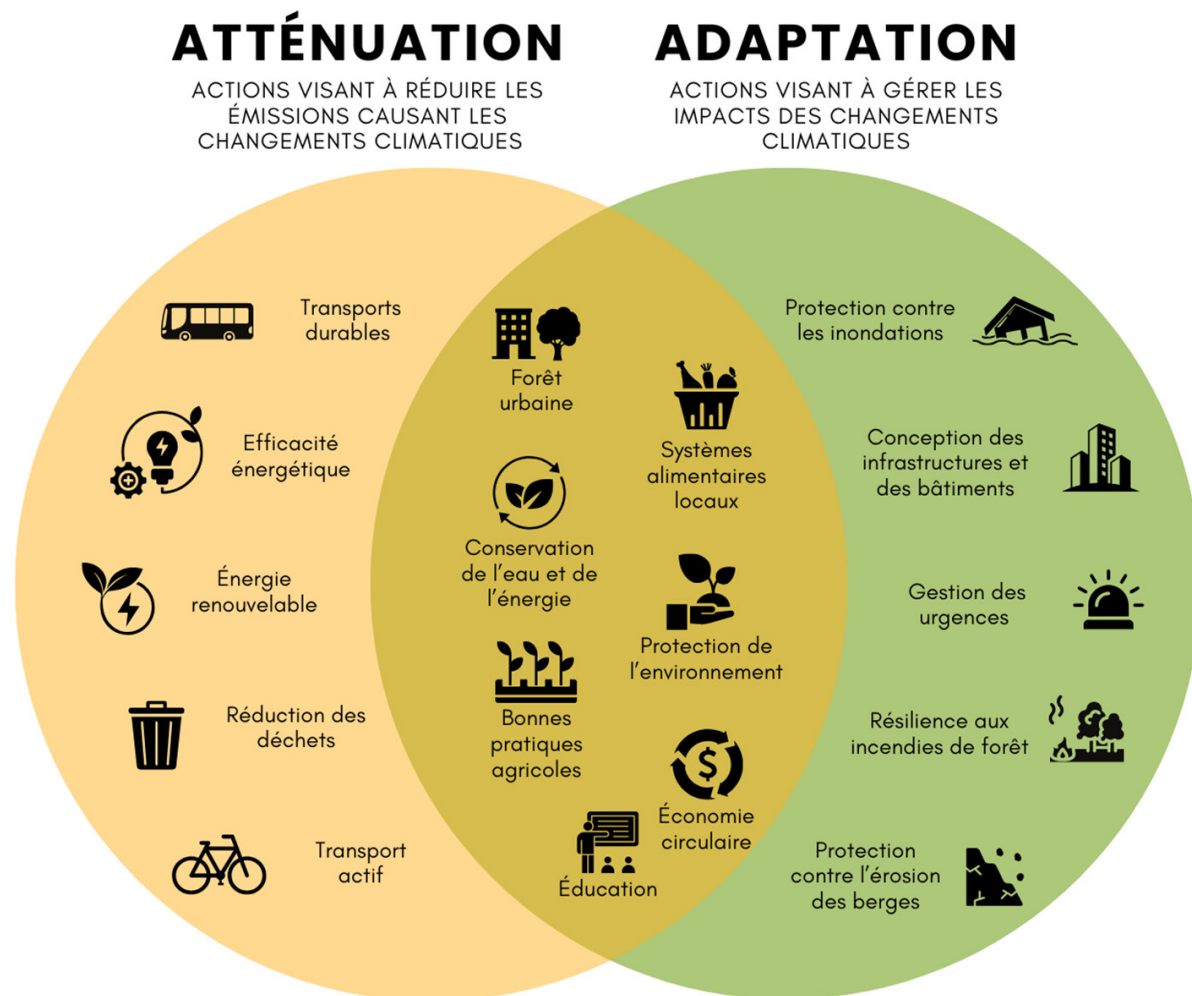 ATTÉNUATION
ACTIONS VISANT À RÉDUIRE LES
ÉMISSIONS CAUSANT LES
CHANGEMENTS CLIMATIQUES
ADAPTATION
ACTIONS VISANT À GÉRER LES
IMPACTS DES CHANGEMENTS
CLIMATIQUES
Transports
durables
Efficacité
énergétique
Énergie
renouvelable
Réduction des
déchets
Transport
actif
Forêt
urbaine
Systèmes
alimentaires
locaux
Conservation
de l'eau et de
l'énergie
Protection de
l'environnement
Bonnes
pratiques
agricoles
$
Économie
circulaire
Éducation
Protection contre
les inondations
Conception des
infrastructures et
des bâtiments
Gestion des
urgences
Résilience aux
incendies de forêt
Protection
contre l'érosion
des berges